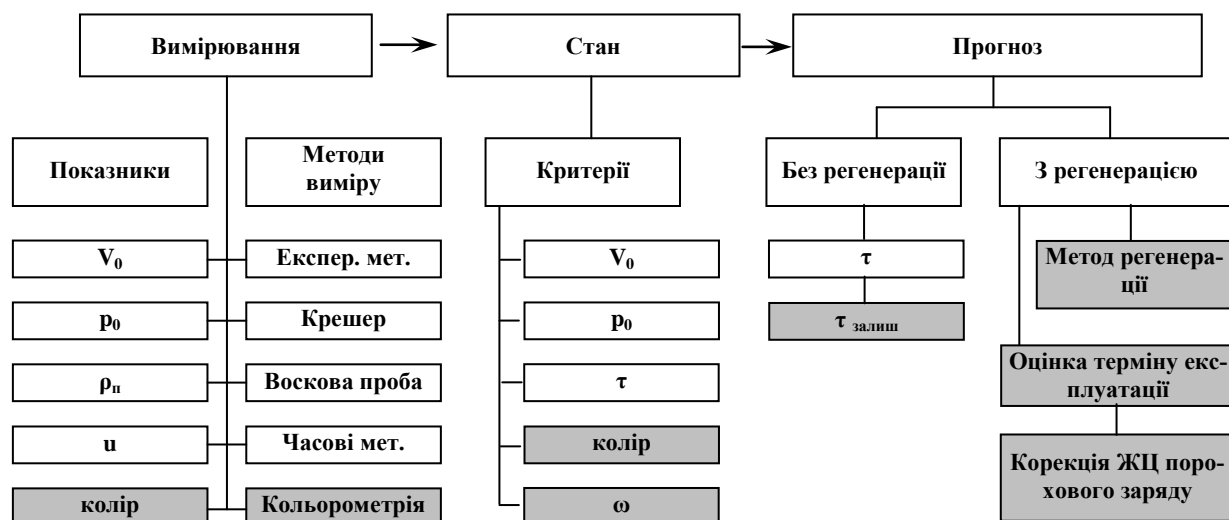 Вимірювання
Стан
Прогноз
Показники
Методи
виміру
Критерії
Без регенерації
З регенерацією
V₀
Експер. мет.
V₀
τ
Метод регенера-
ції
p₀
Крешер
p₀
τ залиш
ρп
Воскова проба
τ
Оцінка терміну екс-
плуатації
u
Часові мет.
колір
Корекція ЖЦ поро-
хового заряду
колір
Кольорометрія
ω